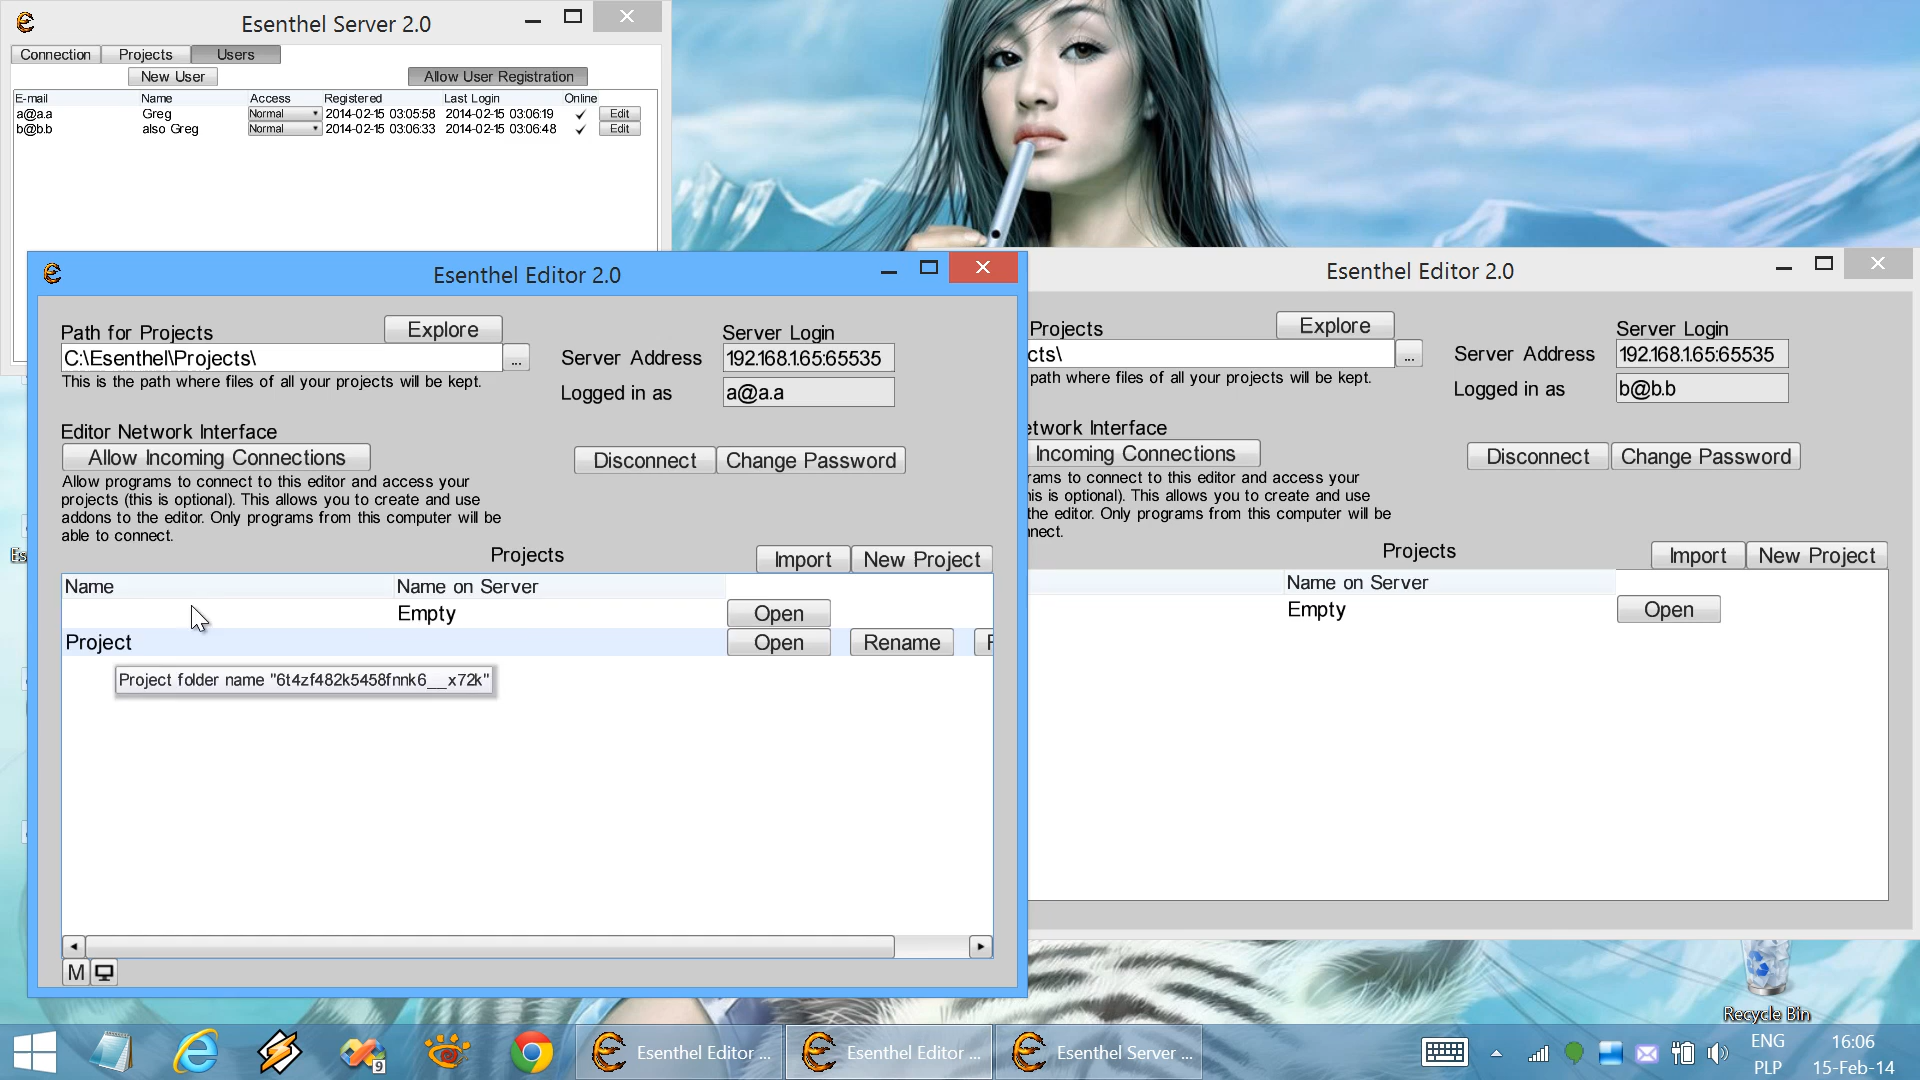 Esenthel Server 2.0
Connection Projects Users
New User Allow User Registration
E-mail Name Access Registered Last Login Online
a@a.a Greg Normal 2014-02-15 03:05:58 2014-02-15 03:06:19 Edit
b@b.b also Greg Normal 2014-02-15 03:06:33 2014-02-15 03:06:48 Edit
Esenthel Editor 2.0
Path for Projects Explore
C:\Esenthel\Projects\ ...
This is the path where files of all your projects will be kept.
Server Login
Server Address 192.168.1.65:65535
Logged in as a@a.a
Editor Network Interface
Allow Incoming Connections
Disconnect Change Password
Allow programs to connect to this editor and access your
projects (this is optional). This allows you to create and use
addons to the editor. Only programs from this computer will be
able to connect.
Projects
Import New Project
Name Name on Server
Empty Open
Project Open Rename
Project folder name "6t4zf482k5458fnnk6__x72k"
M
Esenthel Editor 2.0
Projects Explore
cts\ ...
path where files of all your projects will be kept.
Server Login
Server Address 192.168.1.65:65535
Logged in as b@b.b
etwork Interface
Incoming Connections
Disconnect Change Password
rams to connect to this editor and access your
is is optional). This allows you to create and use
the editor. Only programs from this computer will be
nnect.
Projects
Import New Project
Name on Server
Empty Open
Es
Recycle Bin
9
Esenthel Editor ...
Esenthel Editor ...
Esenthel Server ...
ENG
PLP
16:06
15-Feb-14